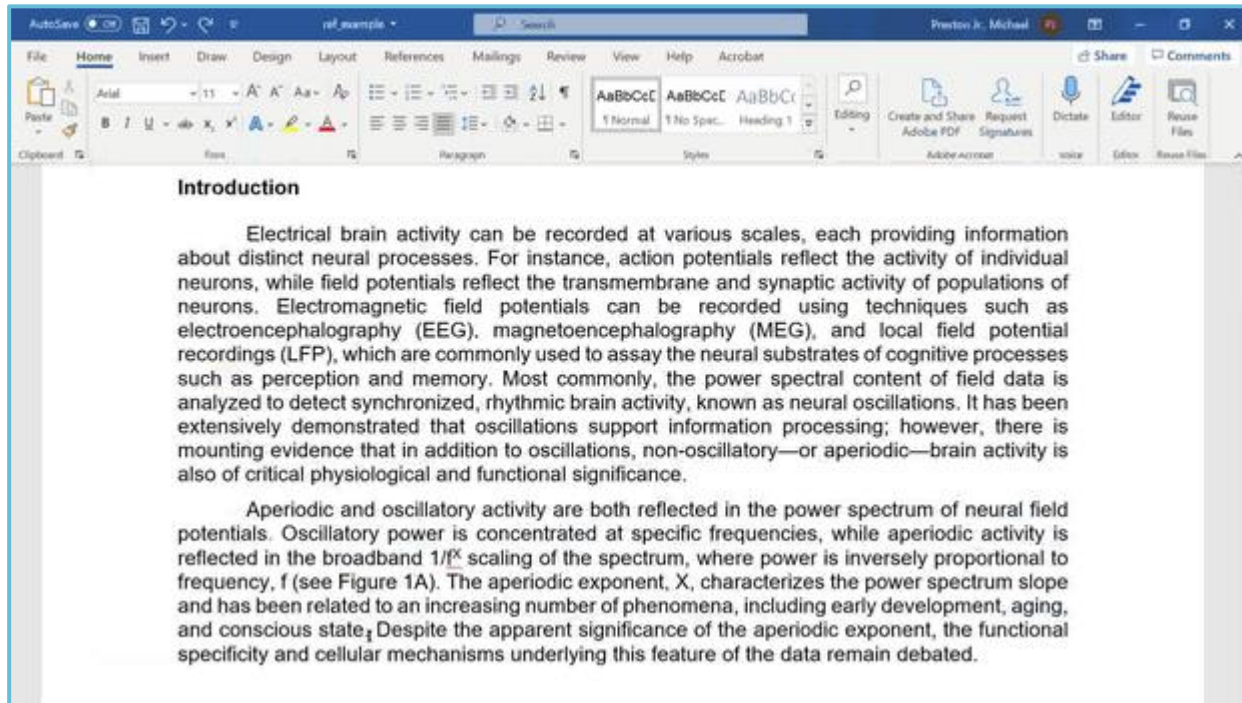 AutoSave Off ref_example Search Preston Jr., Michael
File Home Insert Draw Design Layout References Mailings Review View Help Acrobat Share Comments
Arial 11 A A Aa
Paste B I U ab x x A A AaBbCcD AaBbCcD AaBbCc Editing Create and Share Request Dictate Editor Reuse
¶ Normal ¶ No Spac... Heading 1 Adobe PDF Signatures Files
Clipboard Font Paragraph Styles Adobe Acrobat Voice Editor Reuse Files
Introduction
Electrical brain activity can be recorded at various scales, each providing information
about distinct neural processes. For instance, action potentials reflect the activity of individual
neurons, while field potentials reflect the transmembrane and synaptic activity of populations of
neurons. Electromagnetic field potentials can be recorded using techniques such as
electroencephalography (EEG), magnetoencephalography (MEG), and local field potential
recordings (LFP), which are commonly used to assay the neural substrates of cognitive processes
such as perception and memory. Most commonly, the power spectral content of field data is
analyzed to detect synchronized, rhythmic brain activity, known as neural oscillations. It has been
extensively demonstrated that oscillations support information processing; however, there is
mounting evidence that in addition to oscillations, non-oscillatory—or aperiodic—brain activity is
also of critical physiological and functional significance.
Aperiodic and oscillatory activity are both reflected in the power spectrum of neural field
potentials. Oscillatory power is concentrated at specific frequencies, while aperiodic activity is
reflected in the broadband 1/fˣ scaling of the spectrum, where power is inversely proportional to
frequency, f (see Figure 1A). The aperiodic exponent, X, characterizes the power spectrum slope
and has been related to an increasing number of phenomena, including early development, aging,
and conscious state. Despite the apparent significance of the aperiodic exponent, the functional
specificity and cellular mechanisms underlying this feature of the data remain debated.